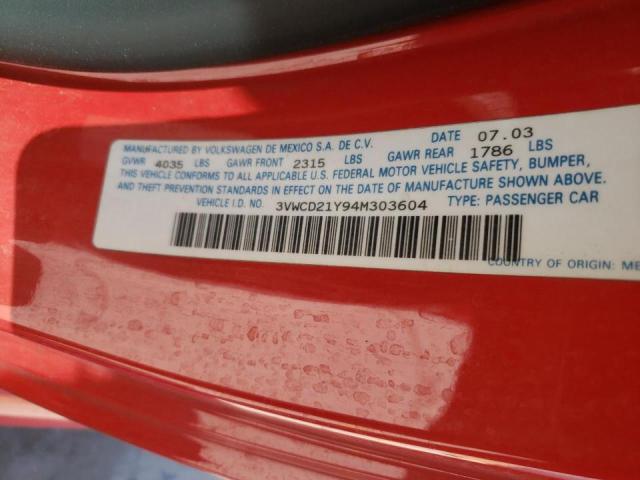 MANUFACTURED BY VOLKSWAGEN DE MEXICO S.A. DE C.V. DATE 07.03
GVWR 4035 LBS GAWR FRONT 2315 LBS GAWR REAR 1786 LBS
THIS VEHICLE CONFORMS TO ALL APPLICABLE U.S. FEDERAL MOTOR VEHICLE SAFETY, BUMPER,
AND THEFT PREVENTION STANDARDS IN EFFECT ON THE DATE OF MANUFACTURE SHOWN ABOVE.
VEHICLE I.D. NO. 3VWCD21Y94M303604 TYPE: PASSENGER CAR
COUNTRY OF ORIGIN: ME